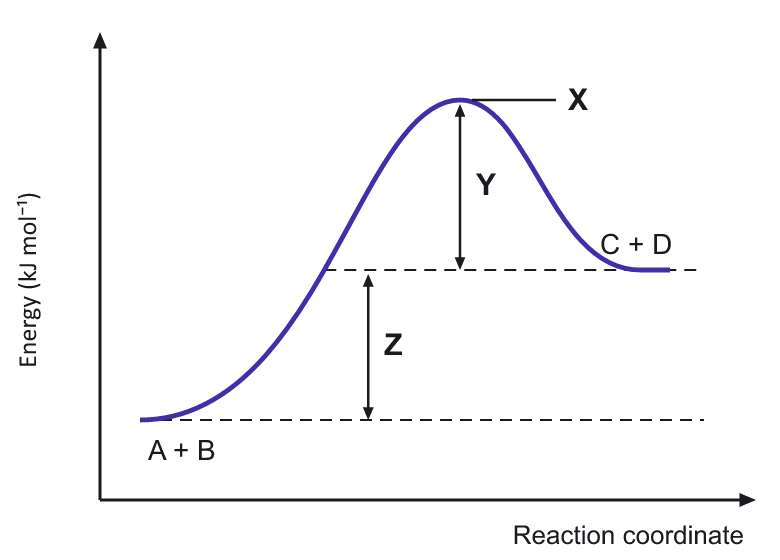 X
Y
C + D
Z
Energy (kJ mol⁻¹)
A + B
Reaction coordinate